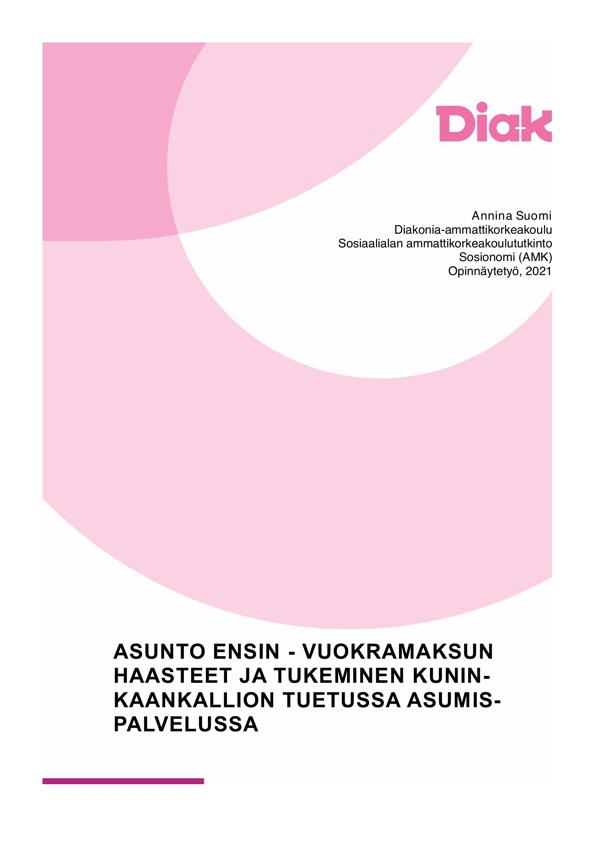 Diak
Annina Suomi
Diakonia-ammattikorkeakoulu
Sosiaalialan ammattikorkeakoulututkinto
Sosionomi (AMK)
Opinnäytetyö, 2021
ASUNTO ENSIN - VUOKRAMAKSUN
HAASTEET JA TUKEMINEN KUNIN-
KAANKALLION TUETUSSA ASUMIS-
PALVELUSSA